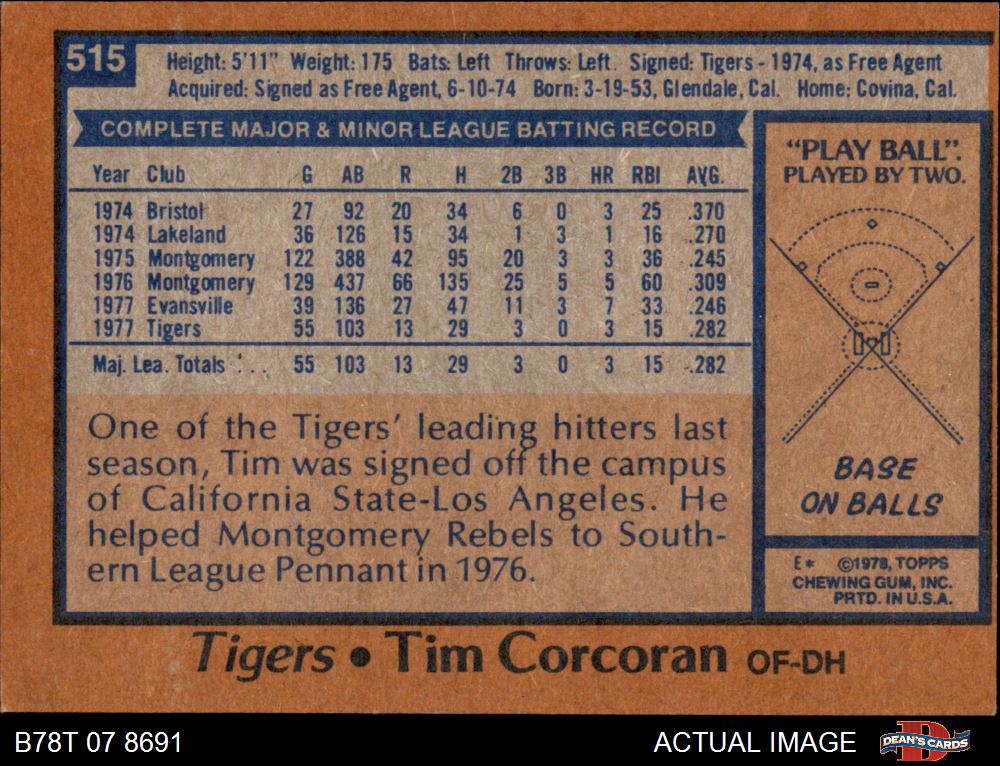 515
Height: 5'11" Weight: 175 Bats: Left Throws: Left. Signed: Tigers - 1974, as Free Agent
Acquired: Signed as Free Agent, 6-10-74 Born: 3-19-53, Glendale, Cal. Home: Covina, Cal.
COMPLETE MAJOR & MINOR LEAGUE BATTING RECORD
Year Club G AB R H 2B 3B HR RBI AVG.
1974 Bristol 27 92 20 34 6 0 3 25 .370
1974 Lakeland 36 126 15 34 1 3 1 16 .270
1975 Montgomery 122 388 42 95 20 3 3 36 .245
1976 Montgomery 129 437 66 135 25 5 5 60 .309
1977 Evansville 39 136 27 47 11 3 7 33 .246
1977 Tigers 55 103 13 29 3 0 3 15 .282
Maj. Lea. Totals . . . 55 103 13 29 3 0 3 15 .282
One of the Tigers' leading hitters last
season, Tim was signed off the campus
of California State-Los Angeles. He
helped Montgomery Rebels to South-
ern League Pennant in 1976.
"PLAY BALL".
PLAYED BY TWO.
BASE
ON BALLS
E* ©1978, TOPPS
CHEWING GUM, INC.
PRTD. IN U.S.A.
Tigers • Tim Corcoran OF-DH
B78T 07 8691
ACTUAL IMAGE
DEAN'S CARDS